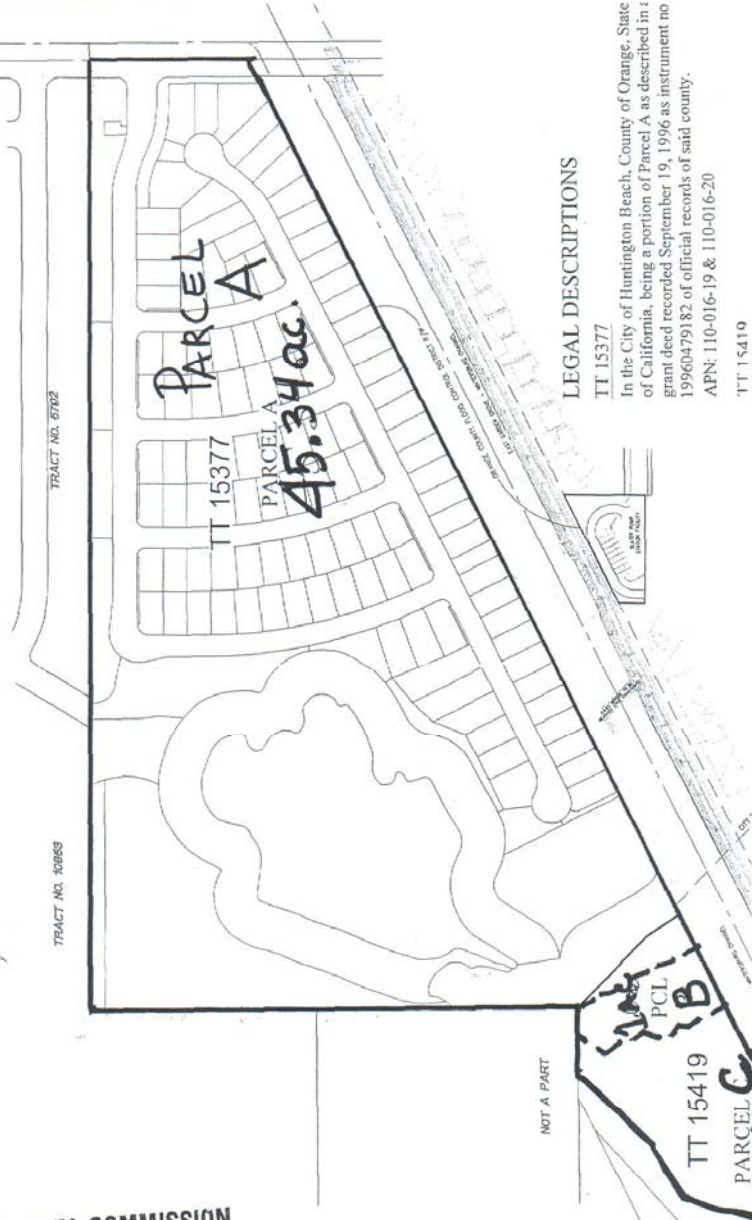 TRACT NO. 10853
TRACT NO. 5702
PARCEL
A
TT 15377
PARCEL A
45.34 ac.
NOT A PART
PCL
B
TT 15419
PARCEL C
LEGAL DESCRIPTIONS
TT 15377
In the City of Huntington Beach, County of Orange, State
of California, being a portion of Parcel A as described in a
grant deed recorded September 19, 1996 as instrument no
19960479182 of official records of said county.
APN: 110-016-19 & 110-016-20
TT 15419